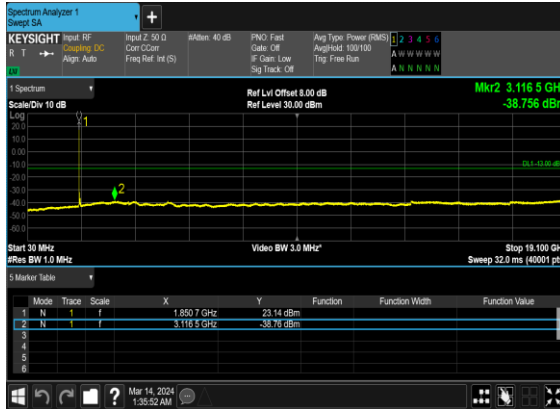 Spectrum Analyzer 1
Swept SA
+
KEYSIGHT Input: RF Input Z: 50 Ω #Atten: 40 dB PNO: Fast Avg Type: Power (RMS) 1 2 3 4 5 6
R T Coupling: DC Corr CCorr Gate: Off Avg|Hold: 100/100 A W W W W W
Align: Auto Freq Ref: Int (S) IF Gain: Low Trig: Free Run
LU Sig Track: Off A N N N N N
1 Spectrum Ref Lvl Offset 8.00 dB Mkr2 3.116 5 GH
Scale/Div 10 dB Ref Level 30.00 dBm -38.756 dB
Log
20.0 1
10.0
0.00
-10.0 DL1 -13.00 dB
-20.0
-30.0 2
-40.0
-50.0
-60.0
Start 30 MHz Video BW 3.0 MHz* Stop 19.100 GH
#Res BW 1.0 MHz Sweep 32.0 ms (40001 pt
5 Marker Table
Mode Trace Scale X Y Function Function Width Function Value
1 N 1 f 1.850 7 GHz 23.14 dBm
2 N 1 f 3.116 5 GHz -38.76 dBm
3
4
5
6
? Mar 14, 2024
1:35:52 AM